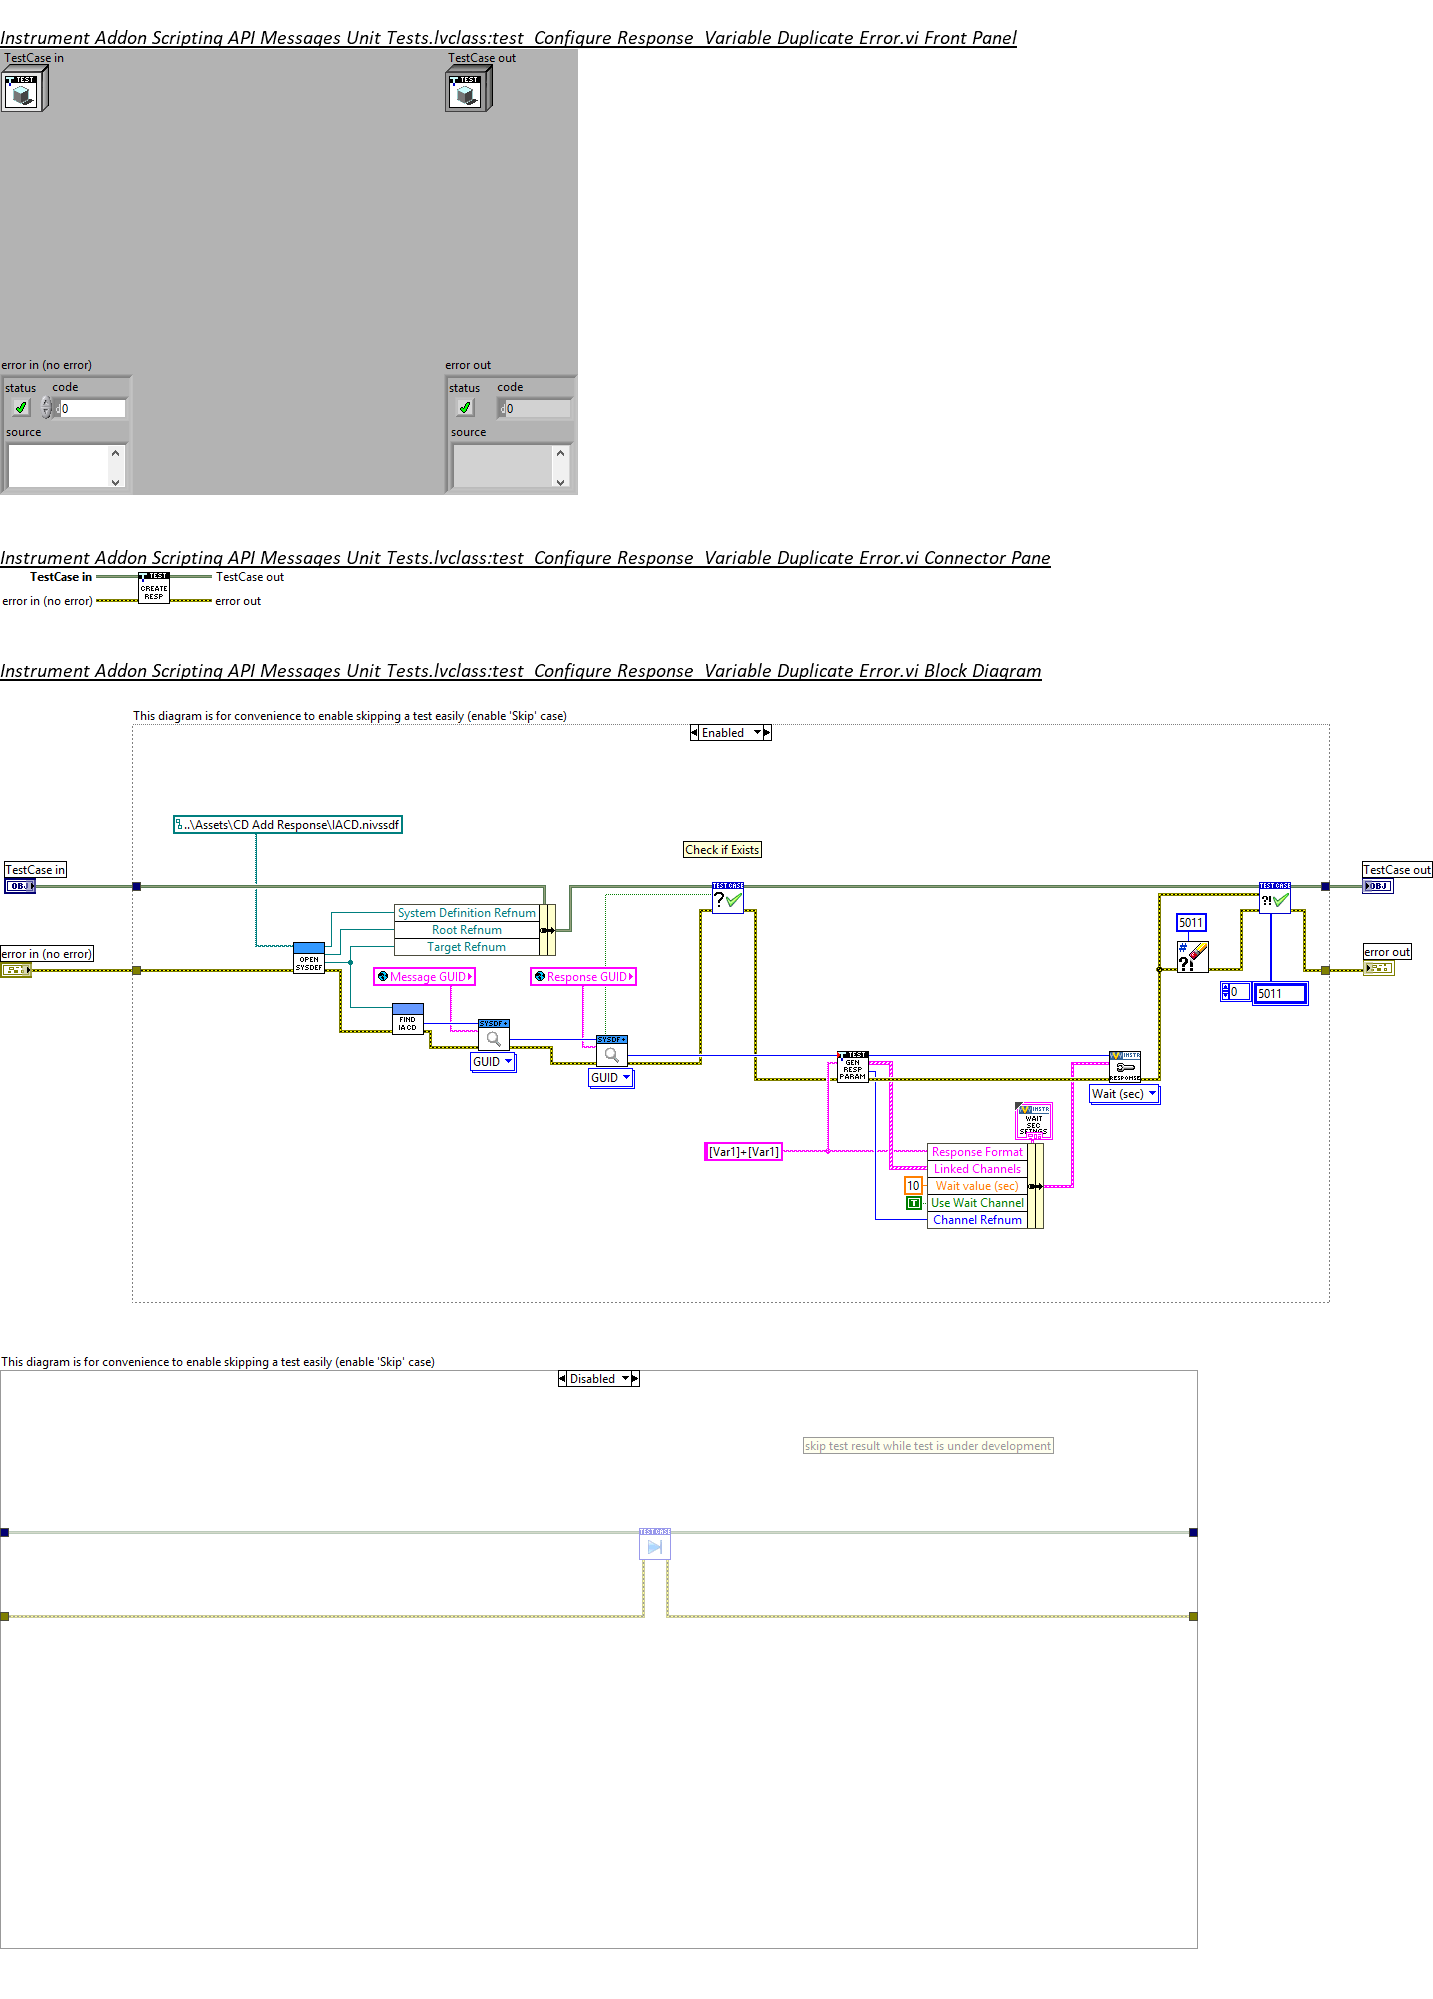 Instrument Addon Scripting API Messages Unit Tests.lvclass:test_Configure Response_Variable Duplicate Error.vi Front Panel
TestCase in
TestCase out
TEST
TEST
error in (no error)
error out
status
code
status
code
0
0
source
source
Instrument Addon Scripting API Messages Unit Tests.lvclass:test_Configure Response_Variable Duplicate Error.vi Connector Pane
TestCase in
TEST
CREATE
RESP
TestCase out
error in (no error)
error out
Instrument Addon Scripting API Messages Unit Tests.lvclass:test_Configure Response_Variable Duplicate Error.vi Block Diagram
This diagram is for convenience to enable skipping a test easily (enable 'Skip' case)
Enabled
..\Assets\CD Add Response\IACD.nivssdf
Check if Exists
TestCase in
TestCase out
OBJ
OBJ
TEST CASE
?
TEST CASE
?!
System Definition Refnum
Root Refnum
Target Refnum
5011
error in (no error)
error out
OPEN
SYSDEF
#
?!
Message GUID
Response GUID
0
5011
FIND
IACD
SYSDF
SYSDF
GUID
GUID
TEST
GEN
RESP
PARAM
INSTR
RESPONSE
Wait (sec)
INSTR
WAIT
SEC
SETNGS
[Var1]+[Var1]
Response Format
Linked Channels
10
Wait value (sec)
T
Use Wait Channel
Channel Refnum
This diagram is for convenience to enable skipping a test easily (enable 'Skip' case)
Disabled
skip test result while test is under development
TEST CASE